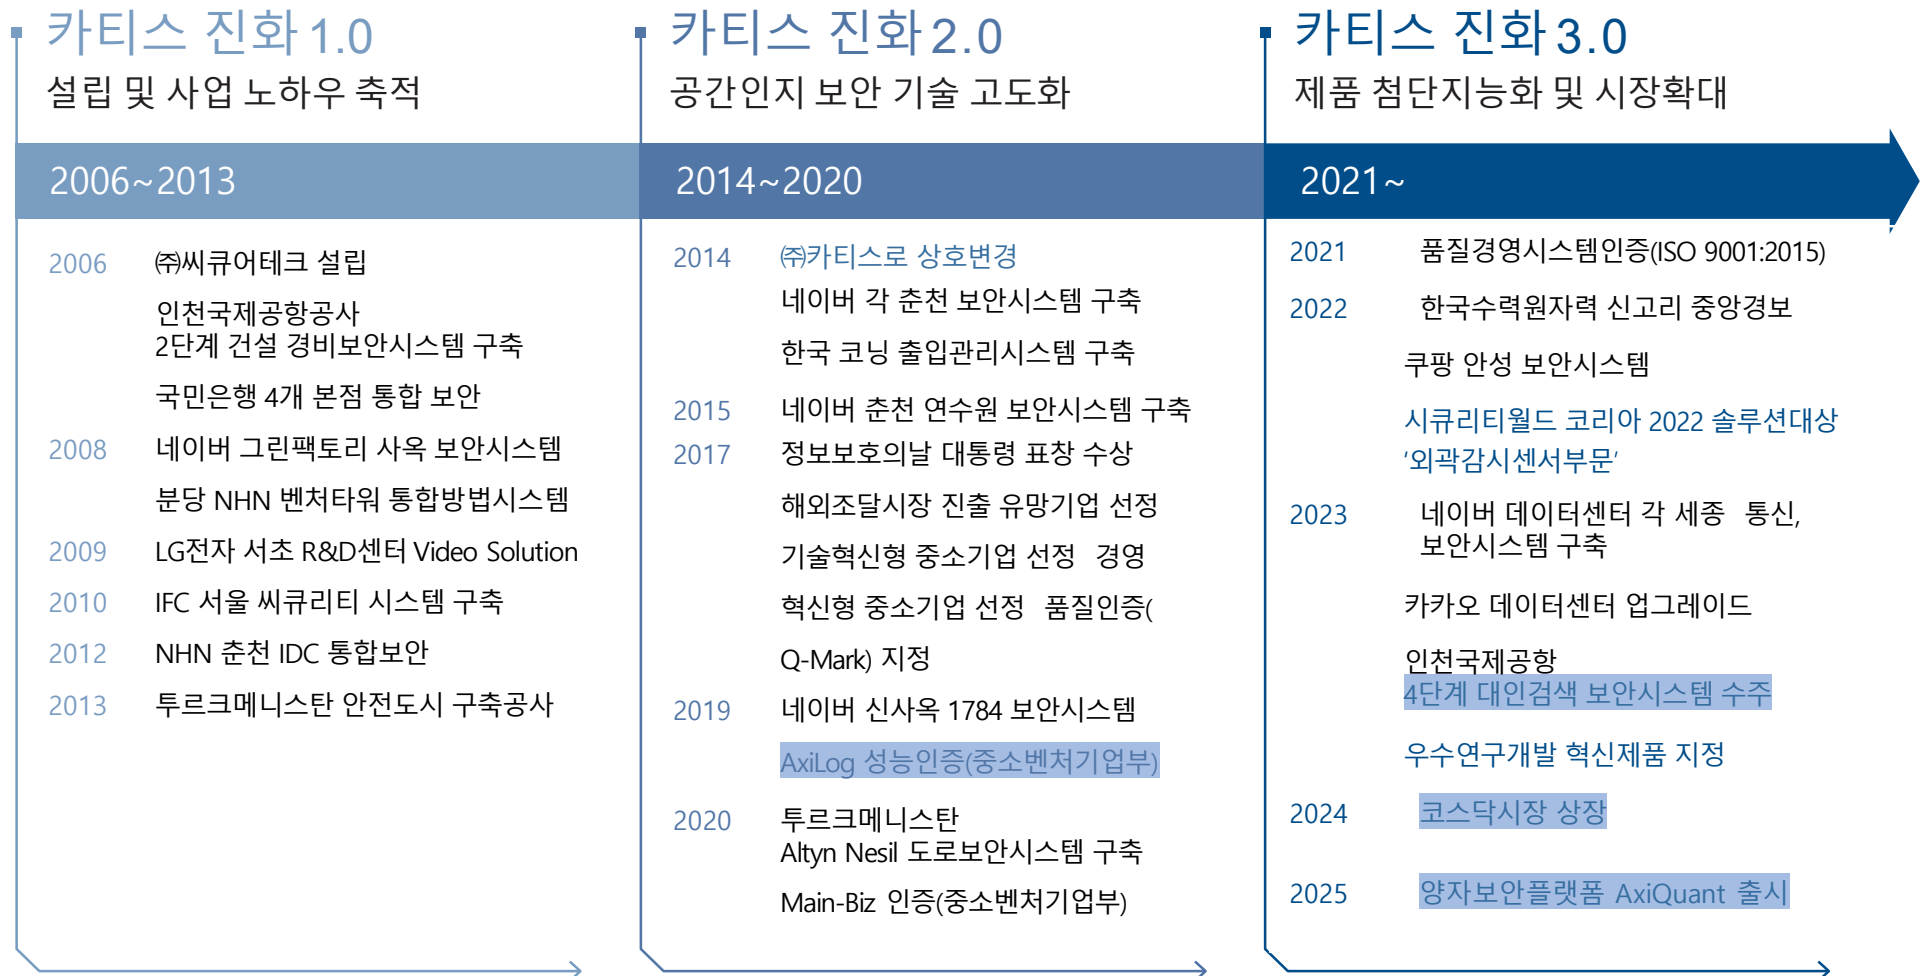 카티스 진화 1.0
설립 및 사업 노하우 축적
2006~2013
2006 ㈜씨큐어테크 설립
인천국제공항공사
2단계 건설 경비보안시스템 구축
국민은행 4개 본점 통합 보안
2008 네이버 그린팩토리 사옥 보안시스템
분당 NHN 벤처타워 통합방법시스템
2009 LG전자 서초 R&D센터 Video Solution
2010 IFC 서울 씨큐리티 시스템 구축
2012 NHN 춘천 IDC 통합보안
2013 투르크메니스탄 안전도시 구축공사
카티스 진화 2.0
공간인지 보안 기술 고도화
2014~2020
2014 ㈜카티스로 상호변경
네이버 각 춘천 보안시스템 구축
한국 코닝 출입관리시스템 구축
2015 네이버 춘천 연수원 보안시스템 구축
2017 정보보호의날 대통령 표창 수상
해외조달시장 진출 유망기업 선정
기술혁신형 중소기업 선정 경영
혁신형 중소기업 선정 품질인증(
Q-Mark) 지정
2019 네이버 신사옥 1784 보안시스템
AxiLog 성능인증(중소벤처기업부)
2020 투르크메니스탄
Altyn Nesil 도로보안시스템 구축
Main-Biz 인증(중소벤처기업부)
카티스 진화 3.0
제품 첨단지능화 및 시장확대
2021~
2021 품질경영시스템인증(ISO 9001:2015)
2022 한국수력원자력 신고리 중앙경보
쿠팡 안성 보안시스템
시큐리티월드 코리아 2022 솔루션대상
‘외곽감시센서부문’
2023 네이버 데이터센터 각 세종 통신,
보안시스템 구축
카카오 데이터센터 업그레이드
인천국제공항
4단계 대인검색 보안시스템 수주
우수연구개발 혁신제품 지정
2024 코스닥시장 상장
2025 양자보안플랫폼 AxiQuant 출시